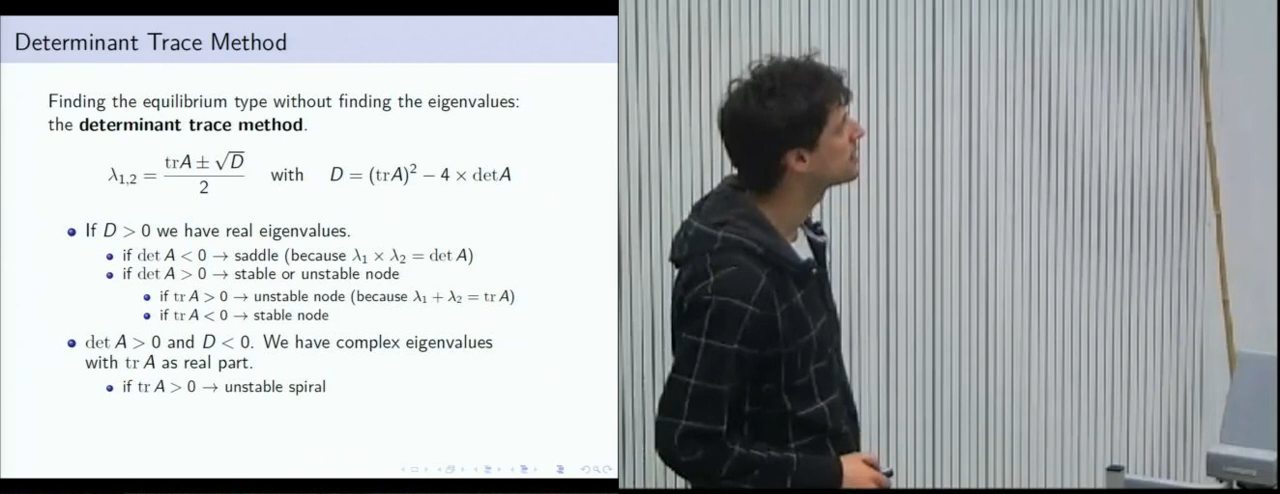 Determinant Trace Method
Finding the equilibrium type without finding the eigenvalues:
the determinant trace method.
λ1,2 = (trA ± √D) / 2 with D = (trA)² − 4 × detA
• If D > 0 we have real eigenvalues.
• if det A < 0 → saddle (because λ1 × λ2 = det A)
• if det A > 0 → stable or unstable node
• if tr A > 0 → unstable node (because λ1 + λ2 = tr A)
• if tr A < 0 → stable node
• det A > 0 and D < 0. We have complex eigenvalues
with tr A as real part.
• if tr A > 0 → unstable spiral